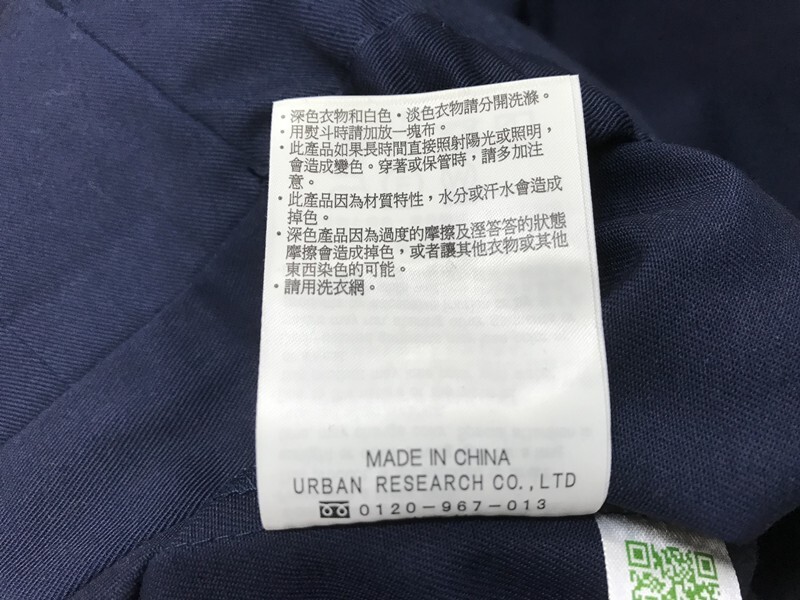 ・深色衣物和白色・淡色衣物請分開洗滌。
・用熨斗時請加放一塊布。
・此產品如果長時間直接照射陽光或照明，
會造成變色。穿著或保管時，請多加注
意。
・此產品因為材質特性，水分或汗水會造成
掉色。
・深色產品因為過度的摩擦及溼答答的狀態
摩擦會造成掉色，或者讓其他衣物或其他
東西染色的可能。
・請用洗衣網。
MADE IN CHINA
URBAN RESEARCH CO.,LTD
0120-967-013